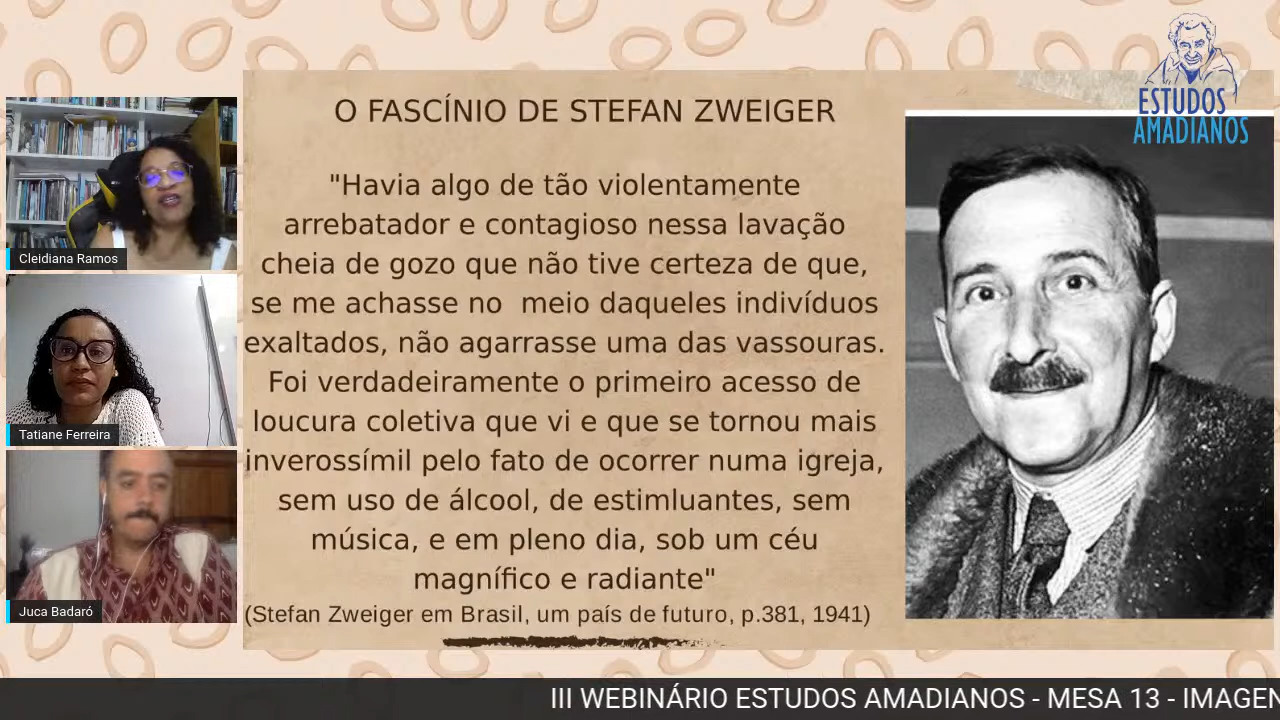 ESTUDOS
AMADIANOS
O FASCÍNIO DE STEFAN ZWEIGER
"Havia algo de tão violentamente
arrebatador e contagioso nessa lavação
cheia de gozo que não tive certeza de que,
se me achasse no meio daqueles indivíduos
exaltados, não agarrasse uma das vassouras.
Foi verdadeiramente o primeiro acesso de
loucura coletiva que vi e que se tornou mais
inverossímil pelo fato de ocorrer numa igreja,
sem uso de álcool, de estimluantes, sem
música, e em pleno dia, sob um céu
magnífico e radiante"
(Stefan Zweiger em Brasil, um país de futuro, p.381, 1941)
Cleidiana Ramos
Tatiane Ferreira
Juca Badaró
III WEBINÁRIO ESTUDOS AMADIANOS - MESA 13 - IMAGEN